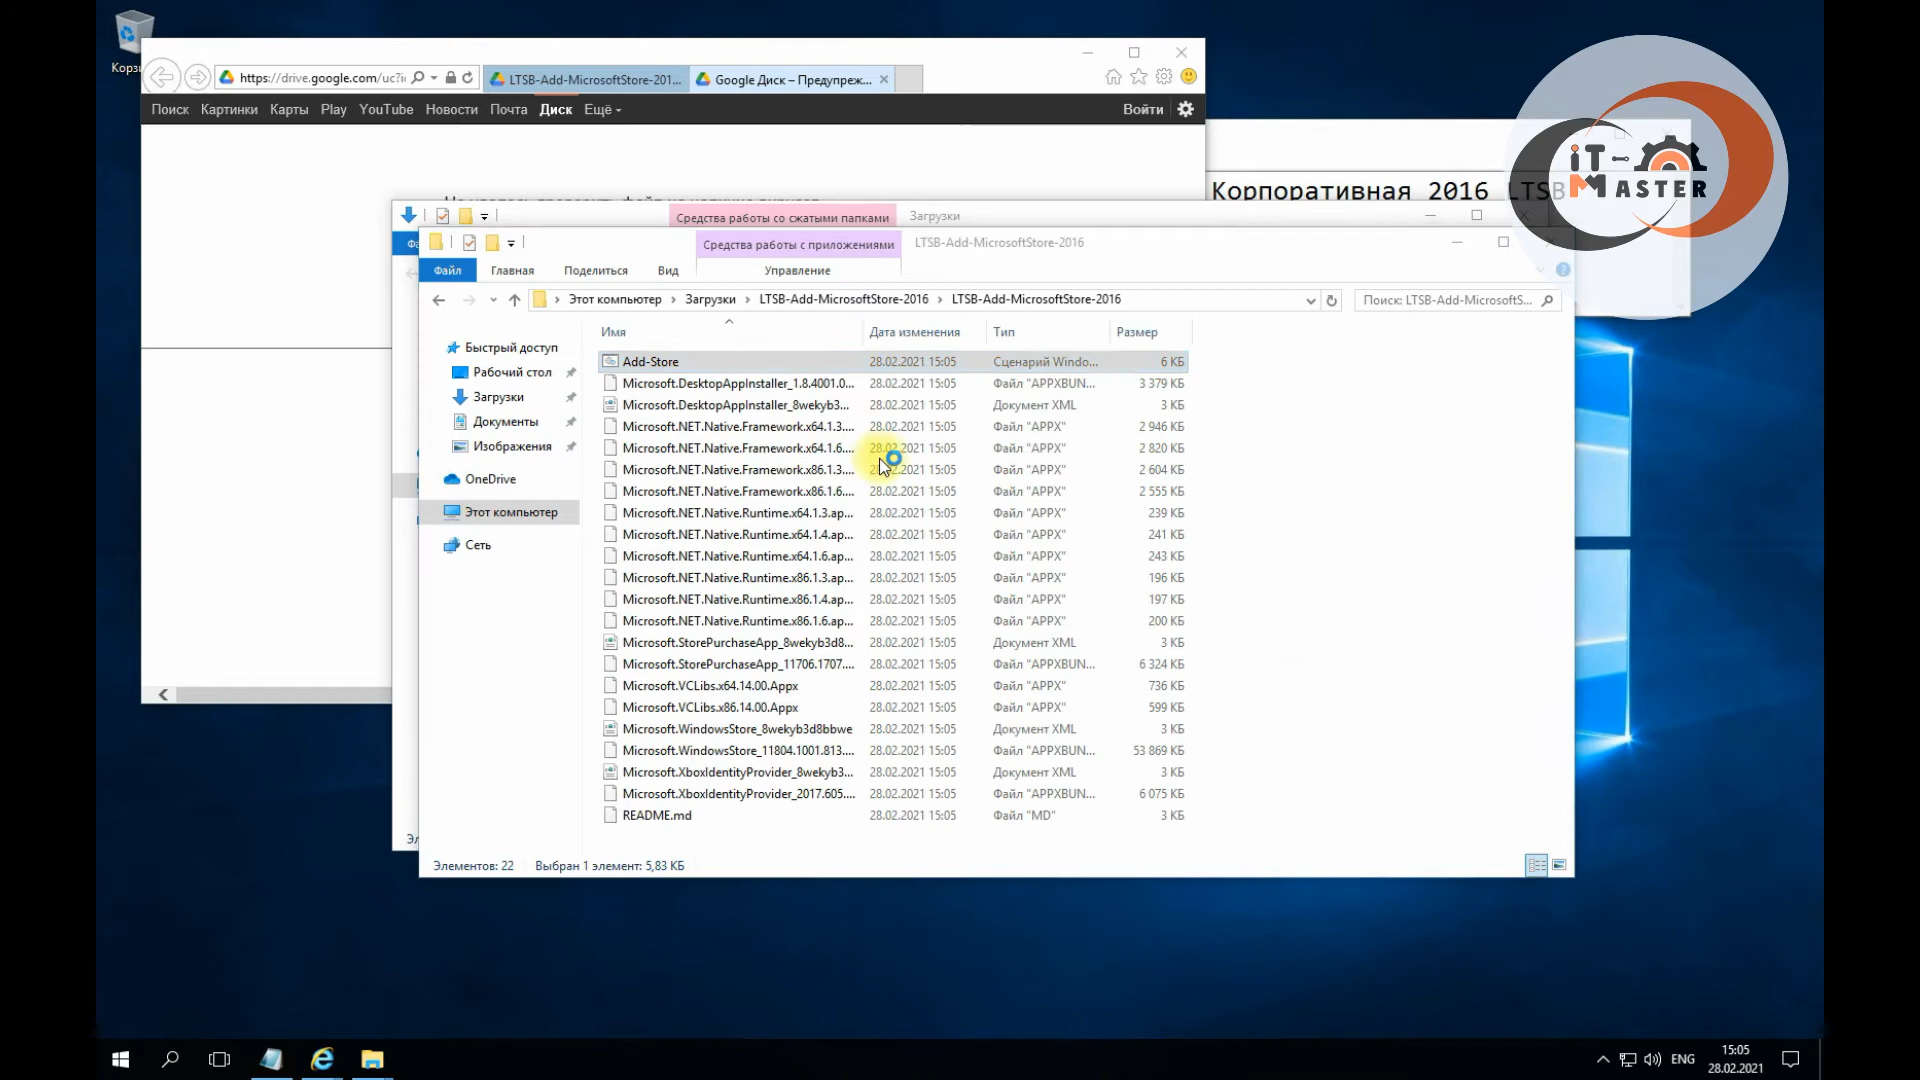 Корзи
https://drive.google.com/uc?i
LTSB-Add-MicrosoftStore-201...
Google Диск – Предупреж...
Поиск Картинки Карты Play YouTube Новости Почта Диск Ещё
Войти
iT-
MASTER
Корпоративная 2016 LTSB
Средства работы со сжатыми папками
Загрузки
Средства работы с приложениями
LTSB-Add-MicrosoftStore-2016
Файл Главная Поделиться Вид Управление
Этот компьютер Загрузки LTSB-Add-MicrosoftStore-2016 LTSB-Add-MicrosoftStore-2016
Поиск: LTSB-Add-MicrosoftS...
Быстрый доступ
Рабочий стол
Загрузки
Документы
Изображения
OneDrive
Этот компьютер
Сеть
Имя Дата изменения Тип Размер
Add-Store 28.02.2021 15:05 Сценарий Windo... 6 КБ
Microsoft.DesktopAppInstaller_1.8.4001.0... 28.02.2021 15:05 Файл "APPXBUN... 3 379 КБ
Microsoft.DesktopAppInstaller_8wekyb3... 28.02.2021 15:05 Документ XML 3 КБ
Microsoft.NET.Native.Framework.x64.1.3.... 28.02.2021 15:05 Файл "APPX" 2 946 КБ
Microsoft.NET.Native.Framework.x64.1.6.... 28.02.2021 15:05 Файл "APPX" 2 820 КБ
Microsoft.NET.Native.Framework.x86.1.3.... 28.02.2021 15:05 Файл "APPX" 2 604 КБ
Microsoft.NET.Native.Framework.x86.1.6.... 28.02.2021 15:05 Файл "APPX" 2 555 КБ
Microsoft.NET.Native.Runtime.x64.1.3.ap... 28.02.2021 15:05 Файл "APPX" 239 КБ
Microsoft.NET.Native.Runtime.x64.1.4.ap... 28.02.2021 15:05 Файл "APPX" 241 КБ
Microsoft.NET.Native.Runtime.x64.1.6.ap... 28.02.2021 15:05 Файл "APPX" 243 КБ
Microsoft.NET.Native.Runtime.x86.1.3.ap... 28.02.2021 15:05 Файл "APPX" 196 КБ
Microsoft.NET.Native.Runtime.x86.1.4.ap... 28.02.2021 15:05 Файл "APPX" 197 КБ
Microsoft.NET.Native.Runtime.x86.1.6.ap... 28.02.2021 15:05 Файл "APPX" 200 КБ
Microsoft.StorePurchaseApp_8wekyb3d8... 28.02.2021 15:05 Документ XML 3 КБ
Microsoft.StorePurchaseApp_11706.1707.... 28.02.2021 15:05 Файл "APPXBUN... 6 324 КБ
Microsoft.VCLibs.x64.14.00.Appx 28.02.2021 15:05 Файл "APPX" 736 КБ
Microsoft.VCLibs.x86.14.00.Appx 28.02.2021 15:05 Файл "APPX" 599 КБ
Microsoft.WindowsStore_8wekyb3d8bbwe 28.02.2021 15:05 Документ XML 3 КБ
Microsoft.WindowsStore_11804.1001.813.... 28.02.2021 15:05 Файл "APPXBUN... 53 869 КБ
Microsoft.XboxIdentityProvider_8wekyb3... 28.02.2021 15:05 Документ XML 3 КБ
Microsoft.XboxIdentityProvider_2017.605.... 28.02.2021 15:05 Файл "APPXBUN... 6 075 КБ
README.md 28.02.2021 15:05 Файл "MD" 3 КБ
Элементов: 22 Выбран 1 элемент: 5,83 КБ
ENG
15:05
28.02.2021